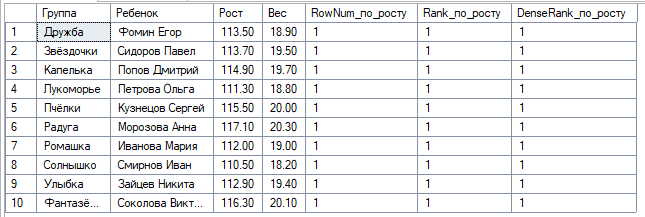 Группа Ребенок Рост Вес RowNum_по_росту Rank_по_росту DenseRank_по_росту
1 Дружба Фомин Егор 113.50 18.90 1 1 1
2 Звёздочки Сидоров Павел 113.70 19.50 1 1 1
3 Капелька Попов Дмитрий 114.90 19.70 1 1 1
4 Лукоморье Петрова Ольга 111.30 18.80 1 1 1
5 Пчёлки Кузнецов Сергей 115.50 20.00 1 1 1
6 Радуга Морозова Анна 117.10 20.30 1 1 1
7 Ромашка Иванова Мария 112.00 19.00 1 1 1
8 Солнышко Смирнов Иван 110.50 18.20 1 1 1
9 Улыбка Зайцев Никита 112.90 19.40 1 1 1
10 Фантазё... Соколова Викт... 116.30 20.10 1 1 1